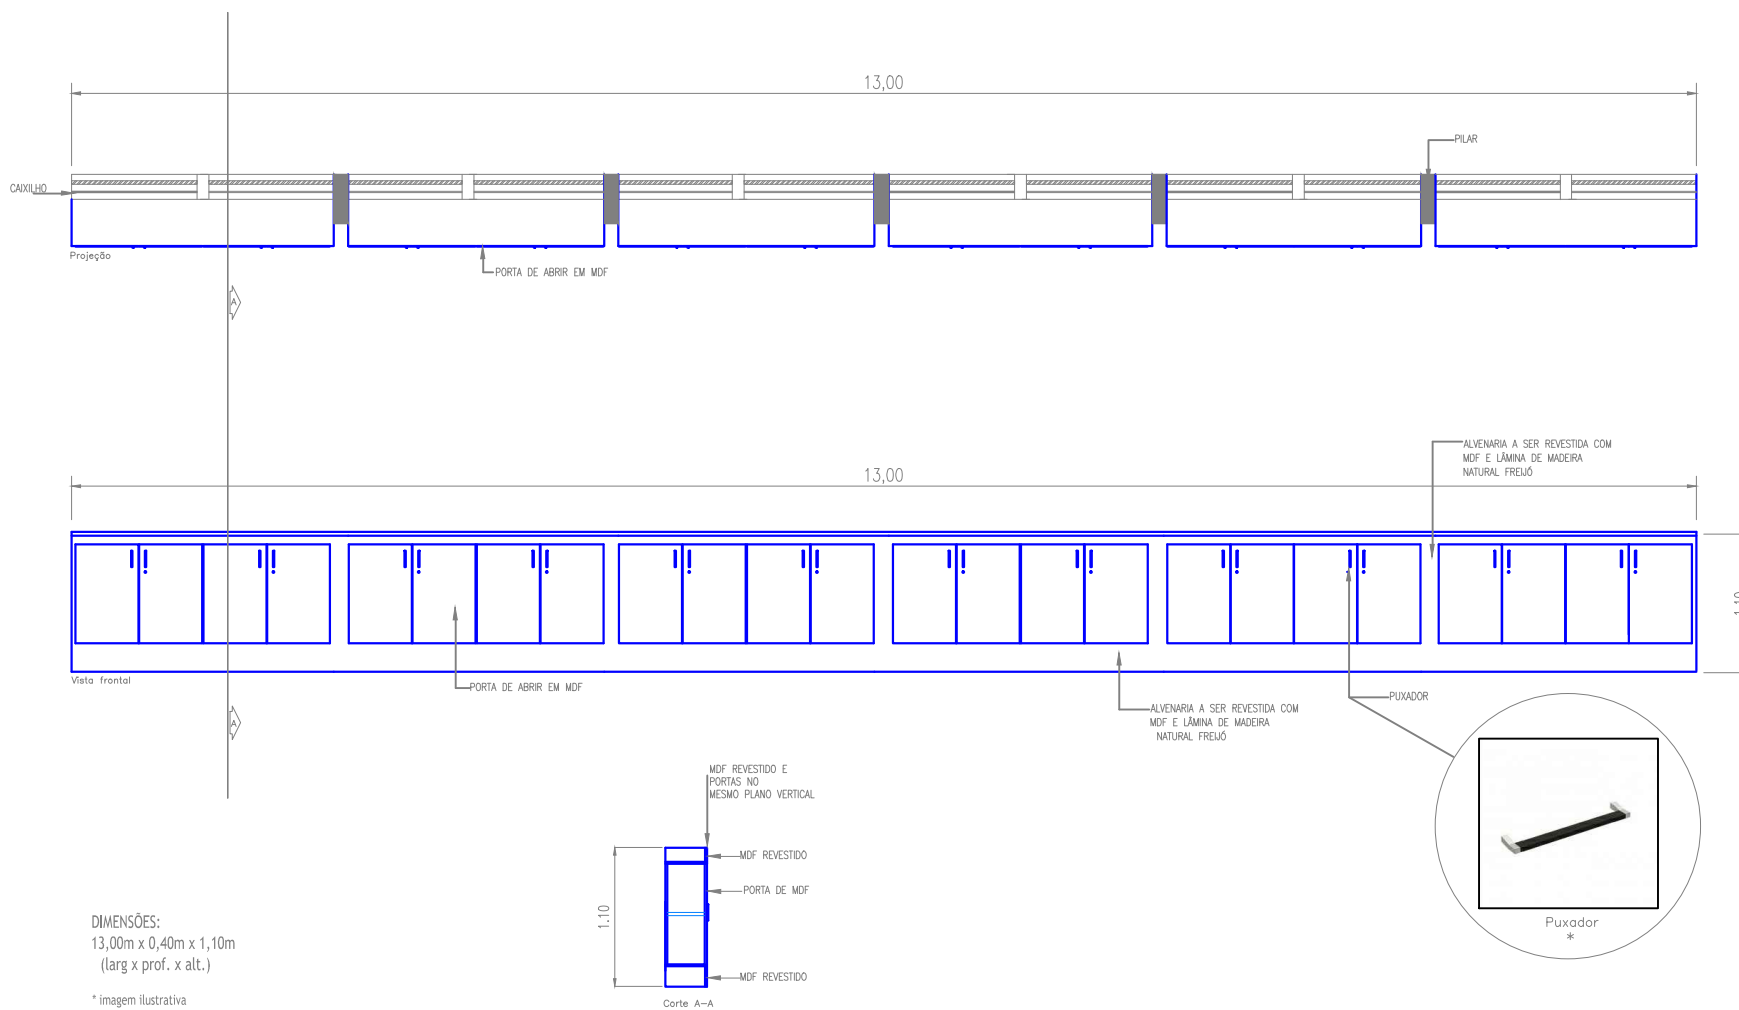 13,00
PILAR
CAIXILHO
Projeção
PORTA DE ABRIR EM MDF
A
13,00
ALVENARIA A SER REVESTIDA COM
MDF E LÂMINA DE MADEIRA
NATURAL FREIJÓ
1.10
Vista frontal
PORTA DE ABRIR EM MDF
PUXADOR
ALVENARIA A SER REVESTIDA COM
MDF E LÂMINA DE MADEIRA
NATURAL FREIJÓ
A
MDF REVESTIDO E
PORTAS NO
MESMO PLANO VERTICAL
MDF REVESTIDO
PORTA DE MDF
1.10
MDF REVESTIDO
Corte A-A
Puxador
*
DIMENSÕES:
13,00m x 0,40m x 1,10m
(larg x prof. x alt.)
* imagem ilustrativa